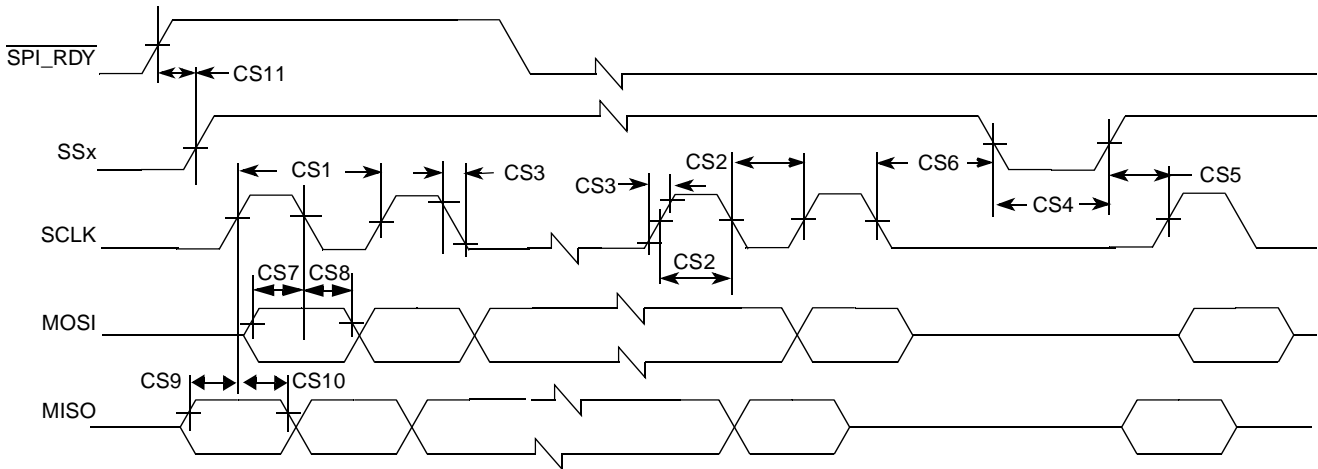 SPI_RDY
CS11
SSx
CS1
CS3
CS3
CS2
CS6
CS5
CS4
SCLK
CS2
CS7
CS8
MOSI
CS9
CS10
MISO